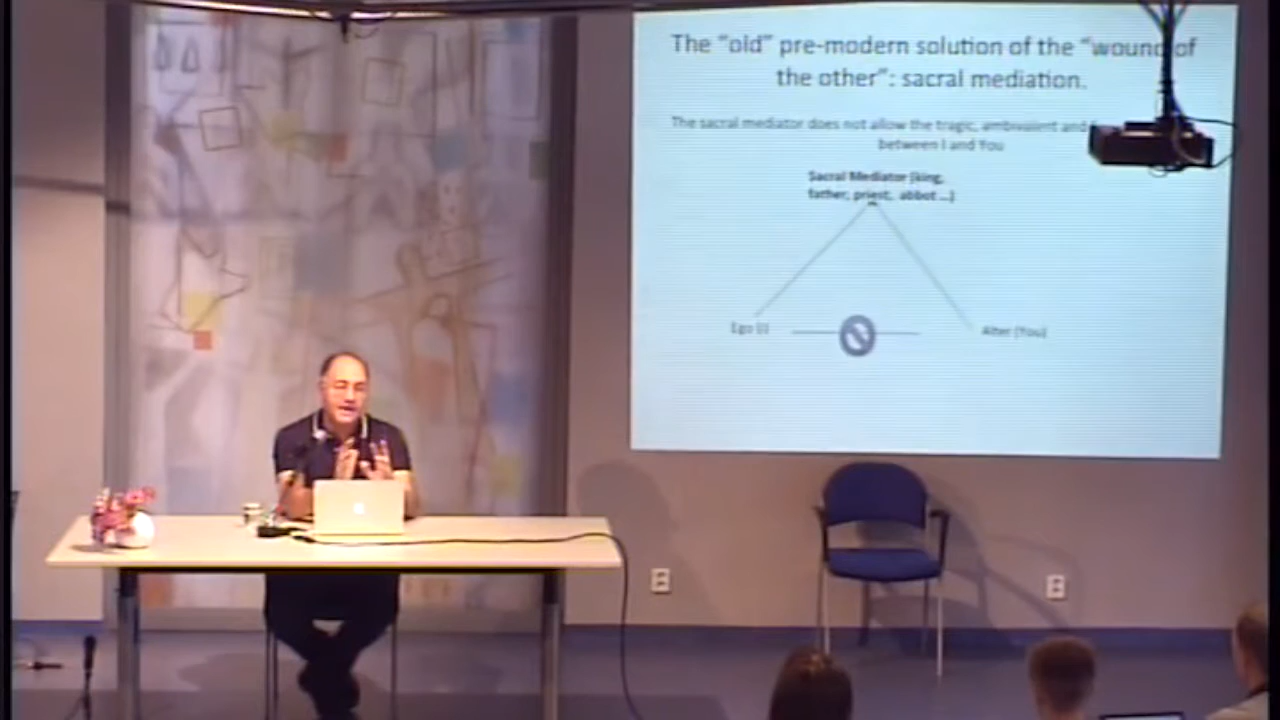 The "old" pre-modern solution of the "wound of
the other": sacral mediation.
The sacral mediator does not allow the tragic, ambivalent and
between I and You
Sacral Mediator (king,
father, priest, abbot ...)
Ego (I)
Alter (You)